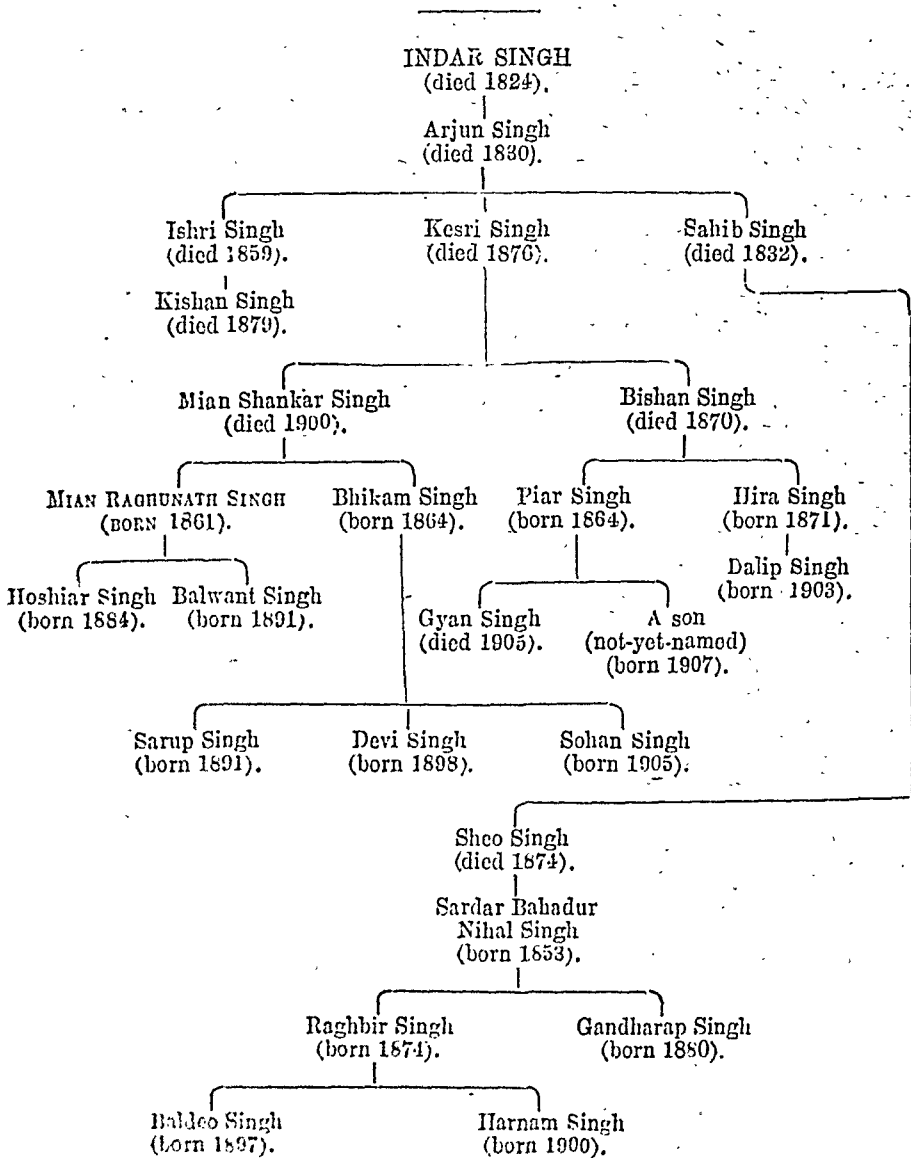 INDAR SINGH
(died 1824).
Arjun Singh
(died 1830).
Ishri Singh
(died 1859).
Kesri Singh
(died 1876).
Sahib Singh
(died 1832).
Kishan Singh
(died 1879).
Mian Shankar Singh
(died 1900).
Bishan Singh
(died 1870).
MIAN RAGHUNATH SINGH
(BORN 1861).
Bhikam Singh
(born 1864).
Piar Singh
(born 1864).
Hira Singh
(born 1871).
Dalip Singh
(born 1903).
Hoshiar Singh
(born 1884).
Balwant Singh
(born 1891).
Gyan Singh
(died 1905).
A son
(not-yet-named)
(born 1907).
Sarup Singh
(born 1891).
Devi Singh
(born 1898).
Sohan Singh
(born 1905).
Sheo Singh
(died 1874).
Sardar Bahadur
Nihal Singh
(born 1853).
Raghbir Singh
(born 1874).
Gandharap Singh
(born 1880).
Baldeo Singh
(born 1897).
Harnam Singh
(born 1900).